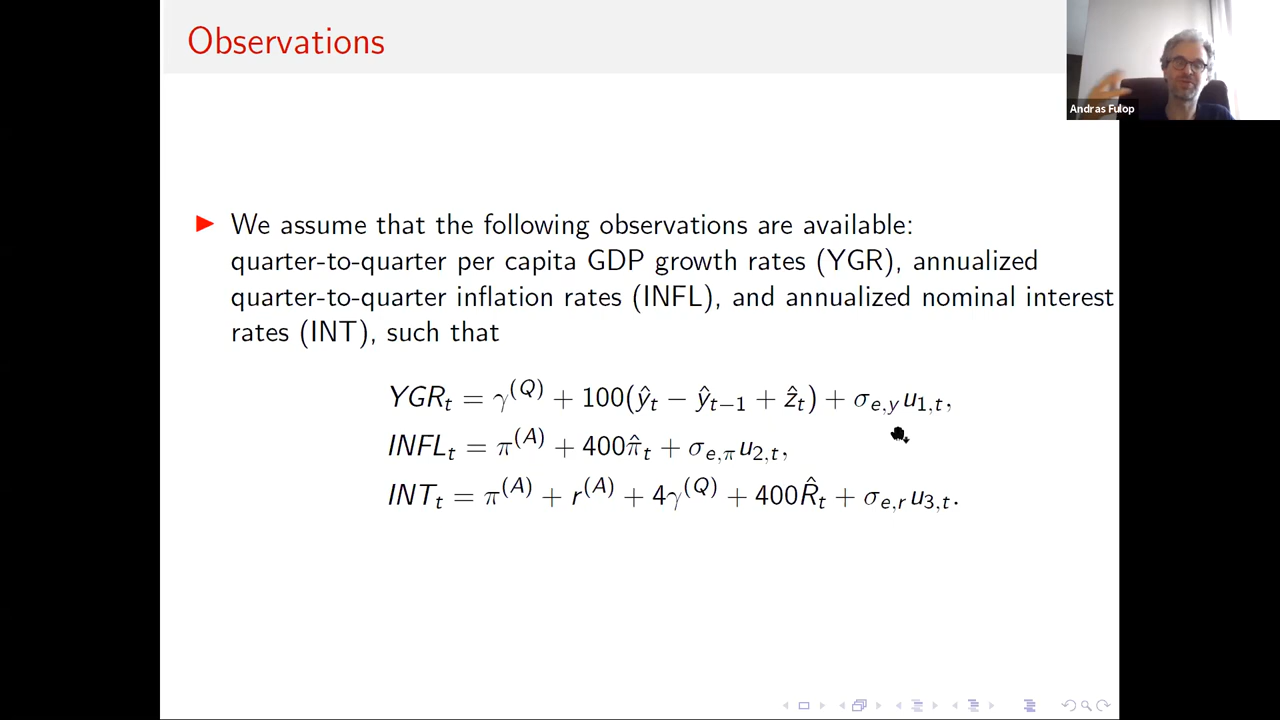 Observations
Andras Fulop
We assume that the following observations are available:
quarter-to-quarter per capita GDP growth rates (YGR), annualized
quarter-to-quarter inflation rates (INFL), and annualized nominal interest
rates (INT), such that
YGR_t = γ^(Q) + 100(ŷ_t − ŷ_{t−1} + ẑ_t) + σ_{e,y} u_{1,t},
INFL_t = π^(A) + 400π̂_t + σ_{e,π} u_{2,t},
INT_t = π^(A) + r^(A) + 4γ^(Q) + 400R̂_t + σ_{e,r} u_{3,t}.